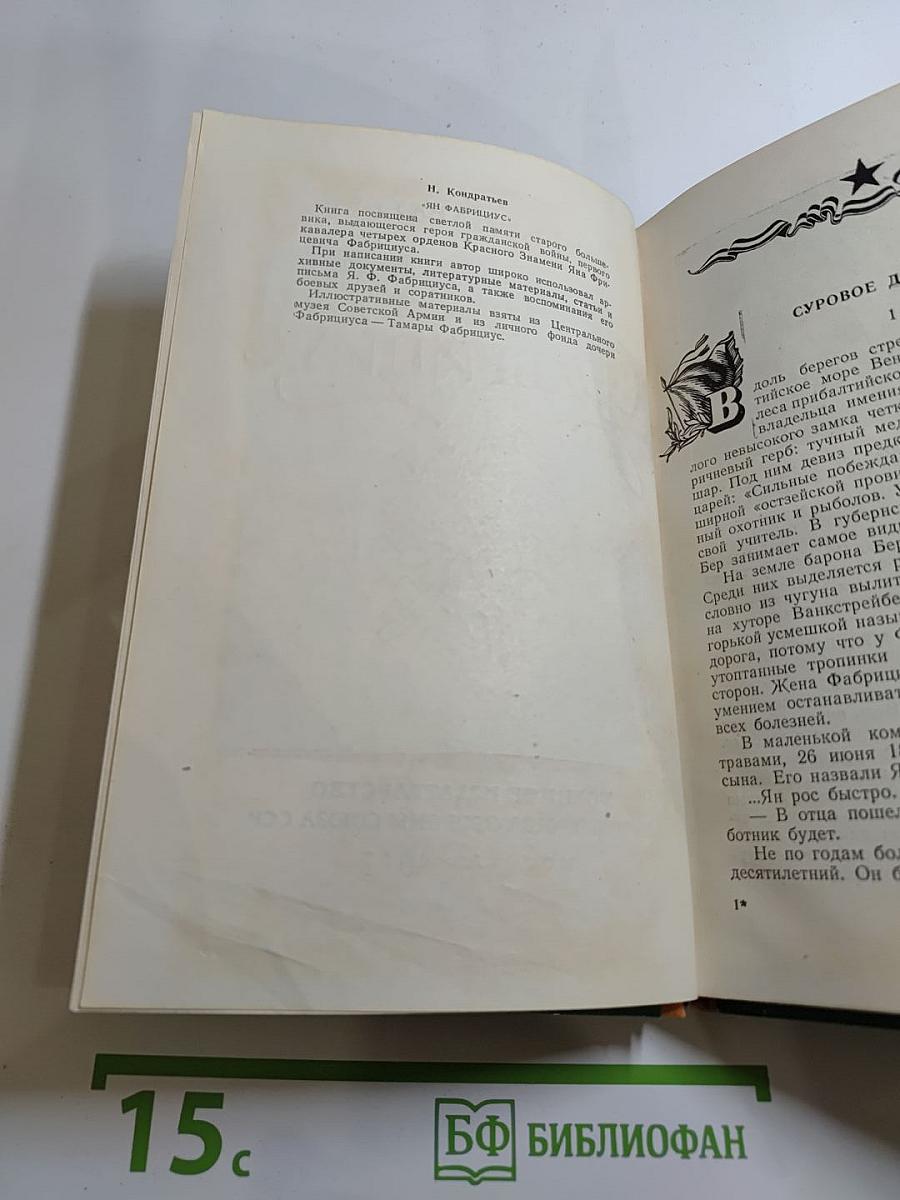 Н. Кондратьев
«ЯН ФАБРИЦИУС»
Книга посвящена светлой памяти старого больше-
вика, выдающегося героя гражданской войны, первого
кавалера четырех орденов Красного Знамени Яна Фри-
цевича Фабрициуса.
При написании книги автор широко использовал ар-
хивные документы, литературные материалы, статьи и
письма Я. Ф. Фабрициуса, а также воспоминания его
боевых друзей и соратников.
Иллюстративные материалы взяты из Центрального
музея Советской Армии и из личного фонда дочери
Фабрициуса — Тамары Фабрициус.
СУРОВОЕ Д
1
Вдоль берегов стре
тийское море Вен
леса прибалтийско
владельца имения
лого невысокого замка четк
ричневый герб: тучный мед
шар. Под ним девиз предк
царей: «Сильные побежда
ширной «остзейской прови
ный охотник и рыболов. У
свой учитель. В губернс
Бер занимает самое вид
На земле барона Бер
Среди них выделяется Р
словно из чугуна вылит
на хуторе Ванкстрейбе
горькой усмешкой назы
дорога, потому что у Ф
утоптанные тропинки
сторон. Жена Фабрици
умением останавливат
всех болезней.
В маленькой ком
травами, 26 июня 18
сына. Его назвали Я
...Ян рос быстро.
— В отца пошел
ботник будет.
Не по годам бол
десятилетний. Он б
1*
15 с
БФ БИБЛИОФАН